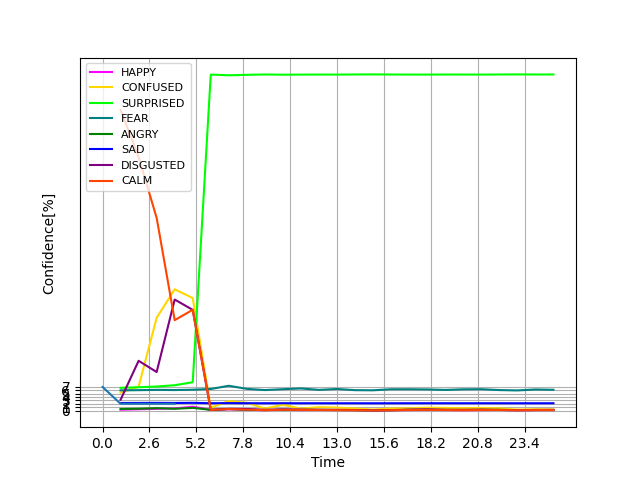 HAPPY
CONFUSED
SURPRISED
FEAR
ANGRY
SAD
DISGUSTED
CALM
Confidence[%]
0.0 2.6 5.2 7.8 10.4 13.0 15.6 18.2 20.8 23.4
Time